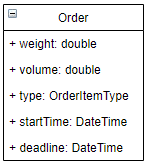 Order
+ weight: double
+ volume: double
+ type: OrderItemType
+ startTime: DateTime
+ deadline: DateTime